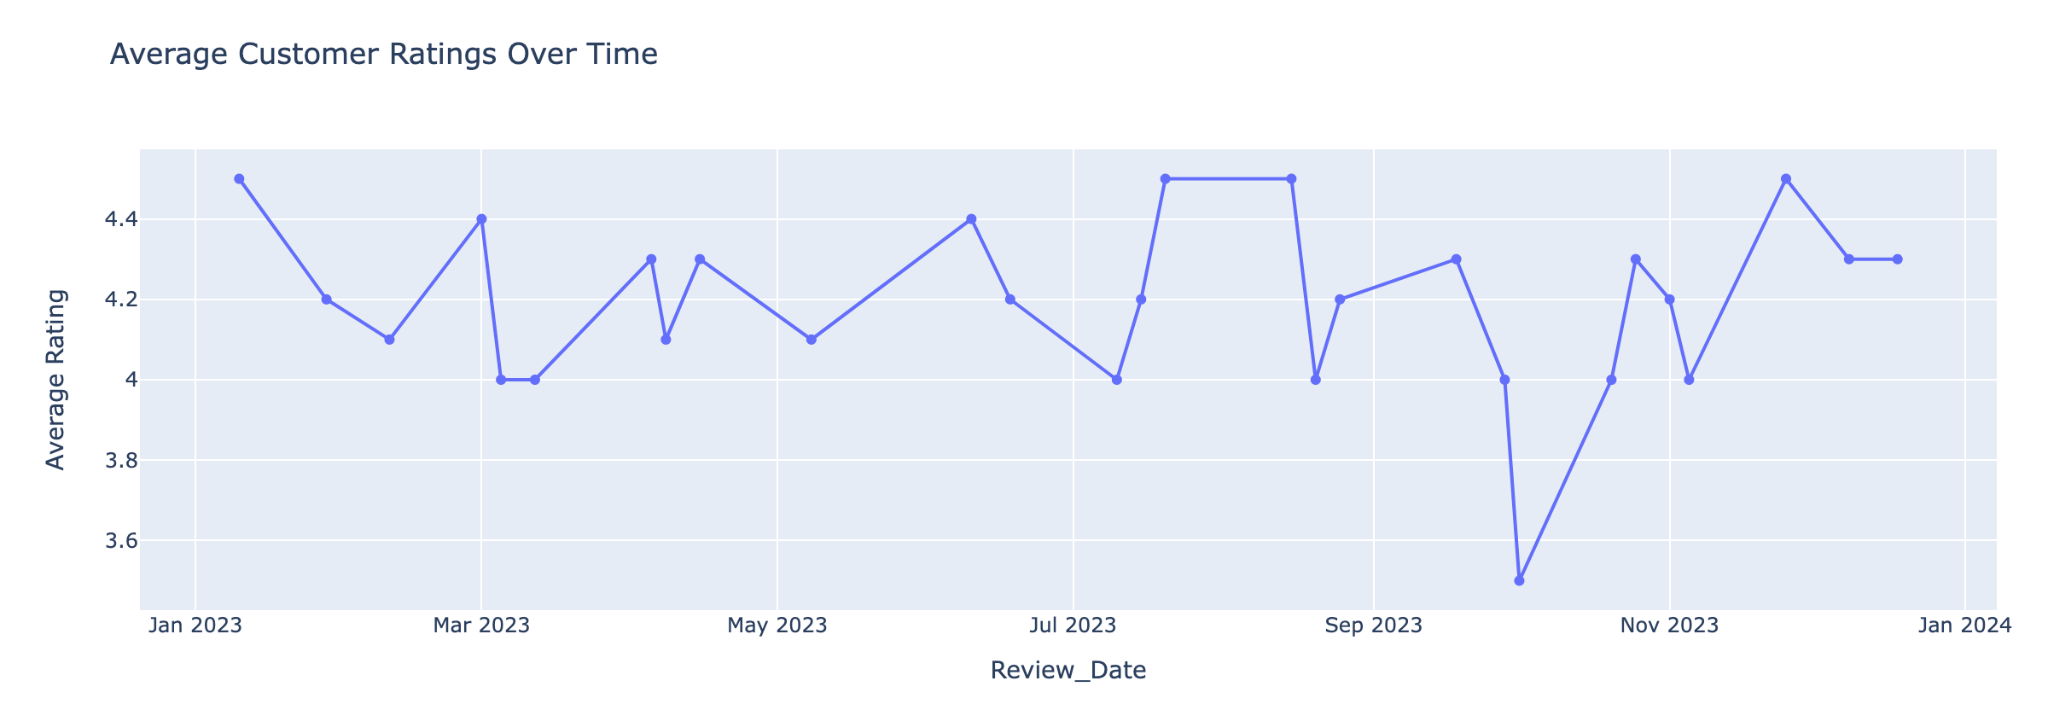 Average Customer Ratings Over Time
4.4
4.2
4
3.8
3.6
Average Rating
Jan 2023 Mar 2023 May 2023 Jul 2023 Sep 2023 Nov 2023 Jan 2024
Review_Date